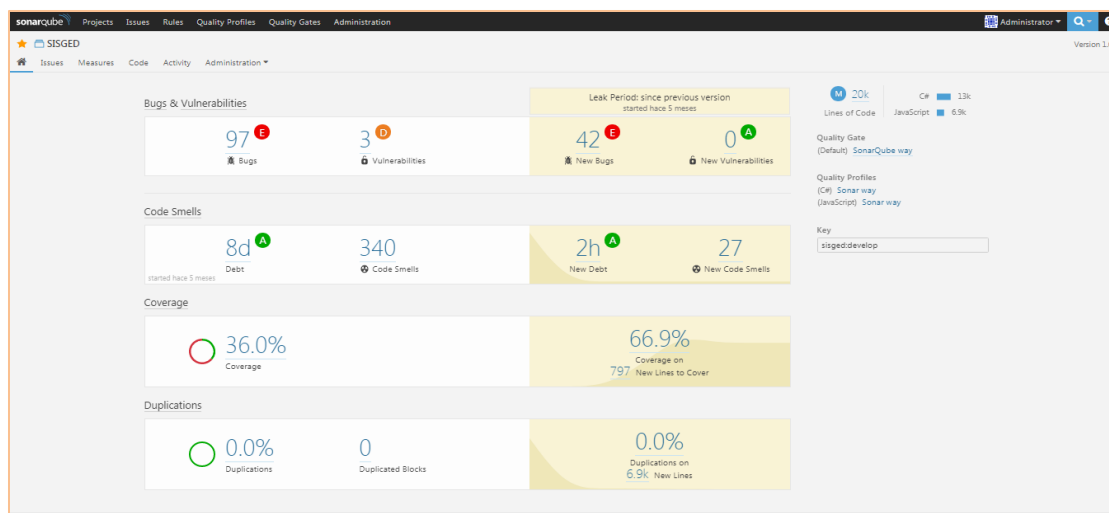 sonarqube Projects Issues Rules Quality Profiles Quality Gates Administration Administrator
SISGED
Issues Measures Code Activity Administration
Bugs & Vulnerabilities
Leak Period: since previous version
started hace 5 meses
97 E
Bugs
3 D
Vulnerabilities
42 E
New Bugs
0 A
New Vulnerabilities
Code Smells
8d A
Debt
started hace 5 meses
340
Code Smells
2h A
New Debt
27
New Code Smells
Coverage
36.0%
Coverage
66.9%
Coverage on
797 New Lines to Cover
Duplications
0.0%
Duplications
0
Duplicated Blocks
0.0%
Duplications on
6.9k New Lines
Version
M 20k
Lines of Code
C# 13k
JavaScript 6.9k
Quality Gate
(Default) SonarQube way
Quality Profiles
(C#) Sonar way
(JavaScript) Sonar way
Key
sisged:develop